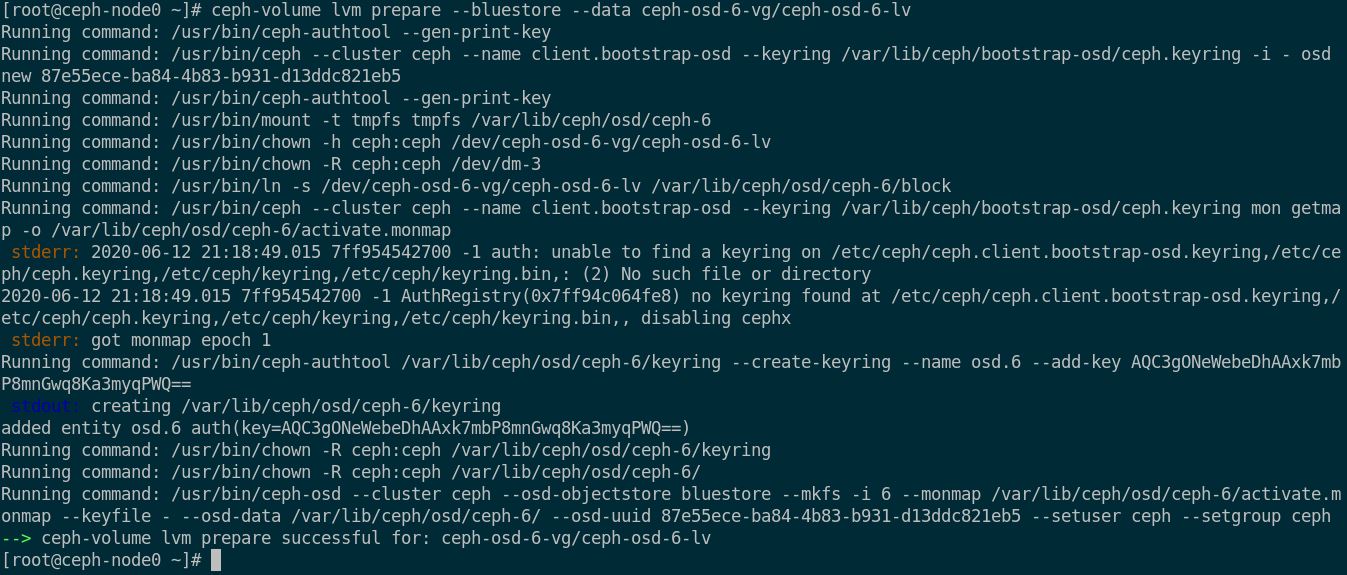 [root@ceph-node0 ~]# ceph-volume lvm prepare --bluestore --data ceph-osd-6-vg/ceph-osd-6-lv
Running command: /usr/bin/ceph-authtool --gen-print-key
Running command: /usr/bin/ceph --cluster ceph --name client.bootstrap-osd --keyring /var/lib/ceph/bootstrap-osd/ceph.keyring -i - osd
new 87e55ece-ba84-4b83-b931-d13ddc821eb5
Running command: /usr/bin/ceph-authtool --gen-print-key
Running command: /usr/bin/mount -t tmpfs tmpfs /var/lib/ceph/osd/ceph-6
Running command: /usr/bin/chown -h ceph:ceph /dev/ceph-osd-6-vg/ceph-osd-6-lv
Running command: /usr/bin/chown -R ceph:ceph /dev/dm-3
Running command: /usr/bin/ln -s /dev/ceph-osd-6-vg/ceph-osd-6-lv /var/lib/ceph/osd/ceph-6/block
Running command: /usr/bin/ceph --cluster ceph --name client.bootstrap-osd --keyring /var/lib/ceph/bootstrap-osd/ceph.keyring mon getma
p -o /var/lib/ceph/osd/ceph-6/activate.monmap
 stderr: 2020-06-12 21:18:49.015 7ff954542700 -1 auth: unable to find a keyring on /etc/ceph/ceph.client.bootstrap-osd.keyring,/etc/ce
ph/ceph.keyring,/etc/ceph/keyring,/etc/ceph/keyring.bin,: (2) No such file or directory
2020-06-12 21:18:49.015 7ff954542700 -1 AuthRegistry(0x7ff94c064fe8) no keyring found at /etc/ceph/ceph.client.bootstrap-osd.keyring,/
etc/ceph/ceph.keyring,/etc/ceph/keyring,/etc/ceph/keyring.bin,, disabling cephx
 stderr: got monmap epoch 1
Running command: /usr/bin/ceph-authtool /var/lib/ceph/osd/ceph-6/keyring --create-keyring --name osd.6 --add-key AQC3gONeWebeDhAAxk7mb
P8mnGwq8Ka3myqPWQ==
 stdout: creating /var/lib/ceph/osd/ceph-6/keyring
added entity osd.6 auth(key=AQC3gONeWebeDhAAxk7mbP8mnGwq8Ka3myqPWQ==)
Running command: /usr/bin/chown -R ceph:ceph /var/lib/ceph/osd/ceph-6/keyring
Running command: /usr/bin/chown -R ceph:ceph /var/lib/ceph/osd/ceph-6/
Running command: /usr/bin/ceph-osd --cluster ceph --osd-objectstore bluestore --mkfs -i 6 --monmap /var/lib/ceph/osd/ceph-6/activate.m
onmap --keyfile - --osd-data /var/lib/ceph/osd/ceph-6/ --osd-uuid 87e55ece-ba84-4b83-b931-d13ddc821eb5 --setuser ceph --setgroup ceph
--> ceph-volume lvm prepare successful for: ceph-osd-6-vg/ceph-osd-6-lv
[root@ceph-node0 ~]#